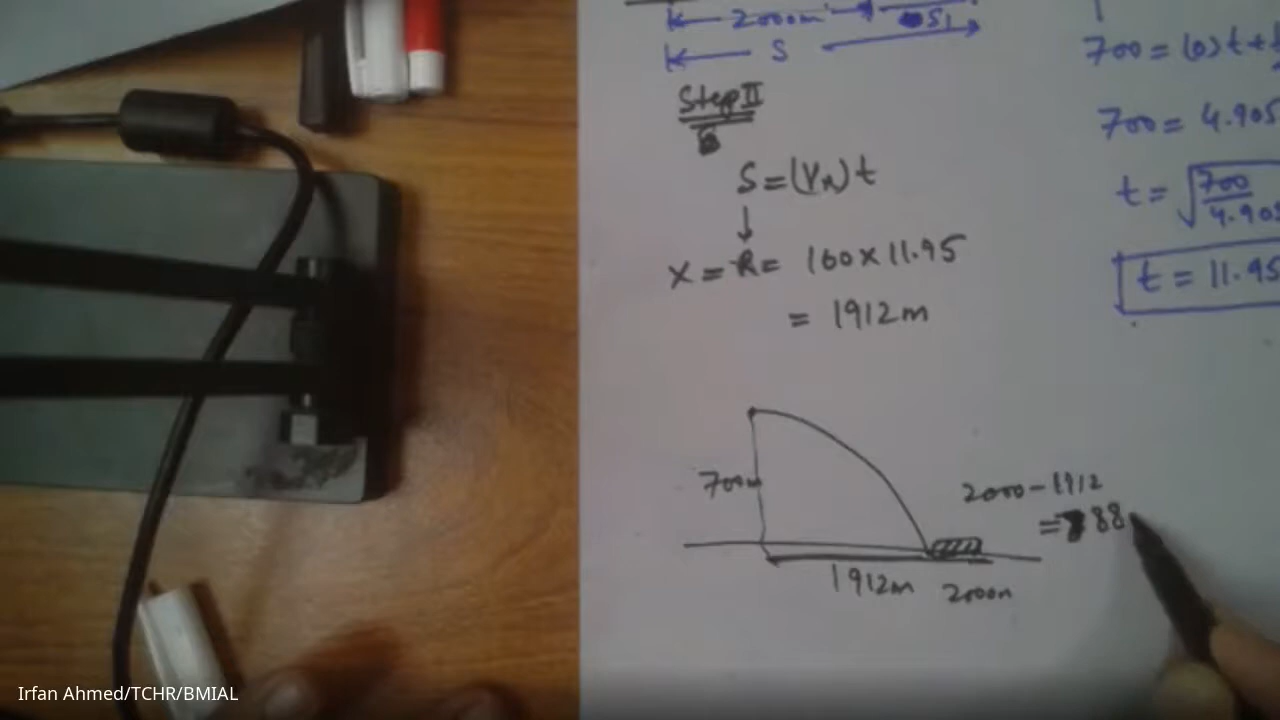 2000m
S1
S
Step II
S = (Vx) t
X = R = 160 x 11.95
= 1912m
700 = (0) t +
700 = 4.905
t = √700/4.905
t = 11.95
700m
2000 - 1912
= 88
1912m
2000m
Irfan Ahmed/TCHR/BMIAL